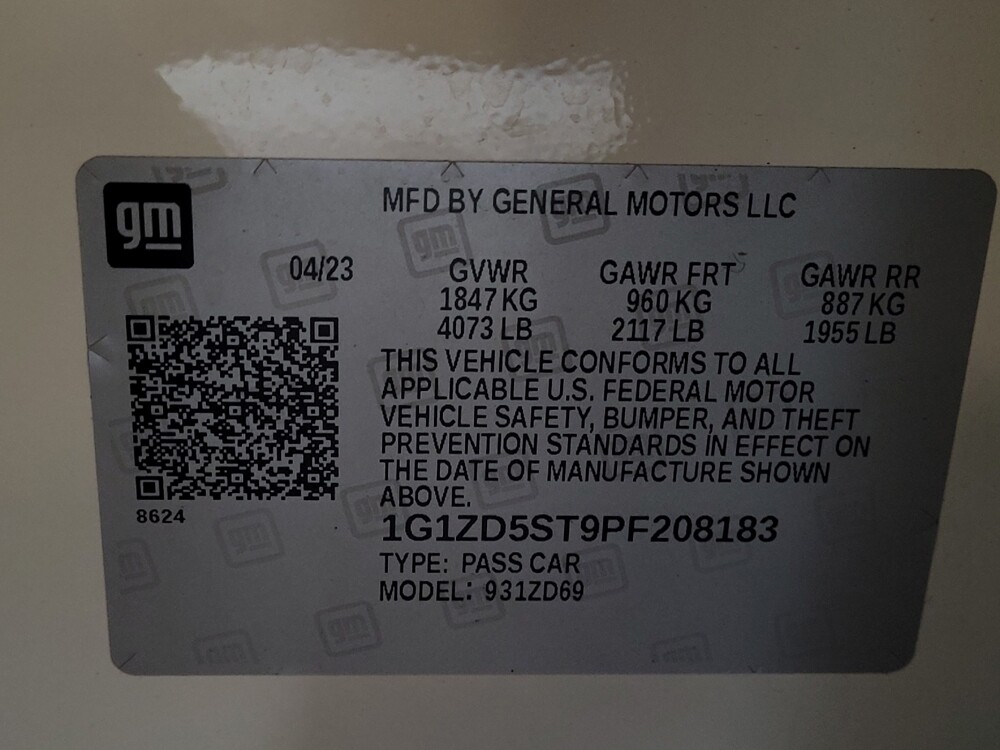 gm
MFD BY GENERAL MOTORS LLC
04/23 GVWR GAWR FRT GAWR RR
1847 KG 960 KG 887 KG
4073 LB 2117 LB 1955 LB
THIS VEHICLE CONFORMS TO ALL
APPLICABLE U.S. FEDERAL MOTOR
VEHICLE SAFETY, BUMPER, AND THEFT
PREVENTION STANDARDS IN EFFECT ON
THE DATE OF MANUFACTURE SHOWN
ABOVE.
8624
1G1ZD5ST9PF208183
TYPE: PASS CAR
MODEL: 931ZD69